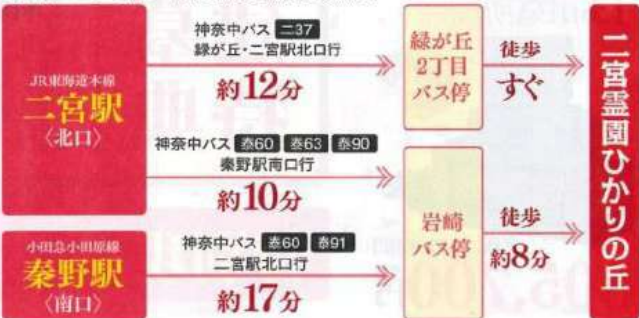 JR東海道本線
二宮駅
〈北口〉
神奈中バス 二37
緑が丘・二宮駅北口行
約12分
緑が丘
2丁目
バス停
徒歩
すぐ
神奈中バス 秦60 秦63 秦90
秦野駅南口行
約10分
小田急小田原線
秦野駅
〈南口〉
神奈中バス 秦60 秦91
二宮駅北口行
約17分
岩崎
バス停
徒歩
約8分
二宮霊園ひかりの丘